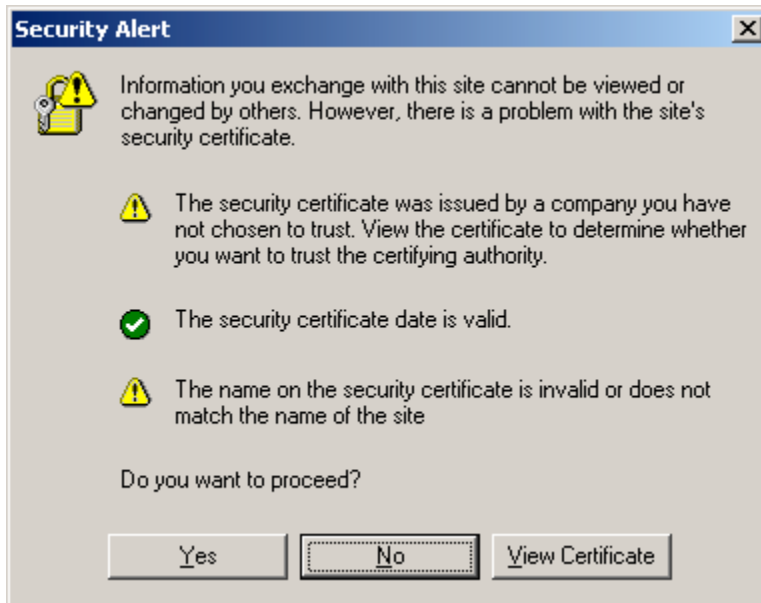 Security Alert
Information you exchange with this site cannot be viewed or
changed by others. However, there is a problem with the site's
security certificate.
The security certificate was issued by a company you have
not chosen to trust. View the certificate to determine whether
you want to trust the certifying authority.
The security certificate date is valid.
The name on the security certificate is invalid or does not
match the name of the site
Do you want to proceed?
Yes No View Certificate